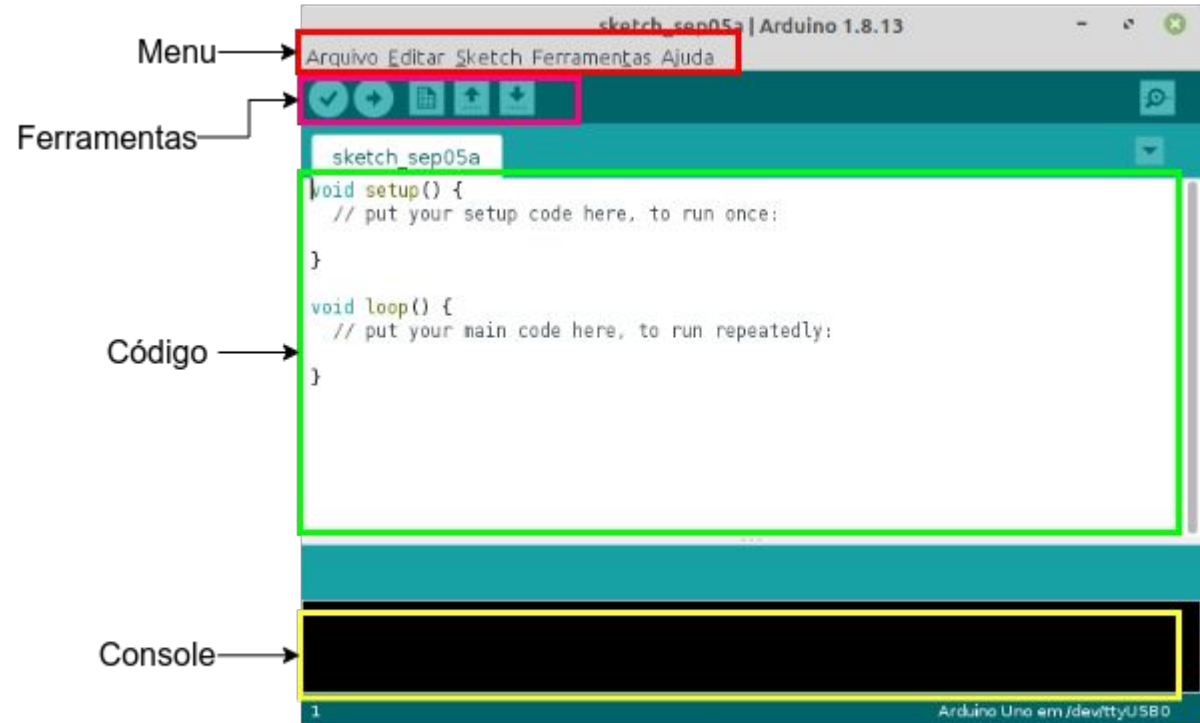 sketch_sep05a | Arduino 1.8.13
Menu
Arquivo Editar Sketch Ferramentas Ajuda
Ferramentas
sketch_sep05a
void setup() {
// put your setup code here, to run once:
}
void loop() {
// put your main code here, to run repeatedly:
}
Código
Console
1
Arduino Uno em /dev/ttyUSB0